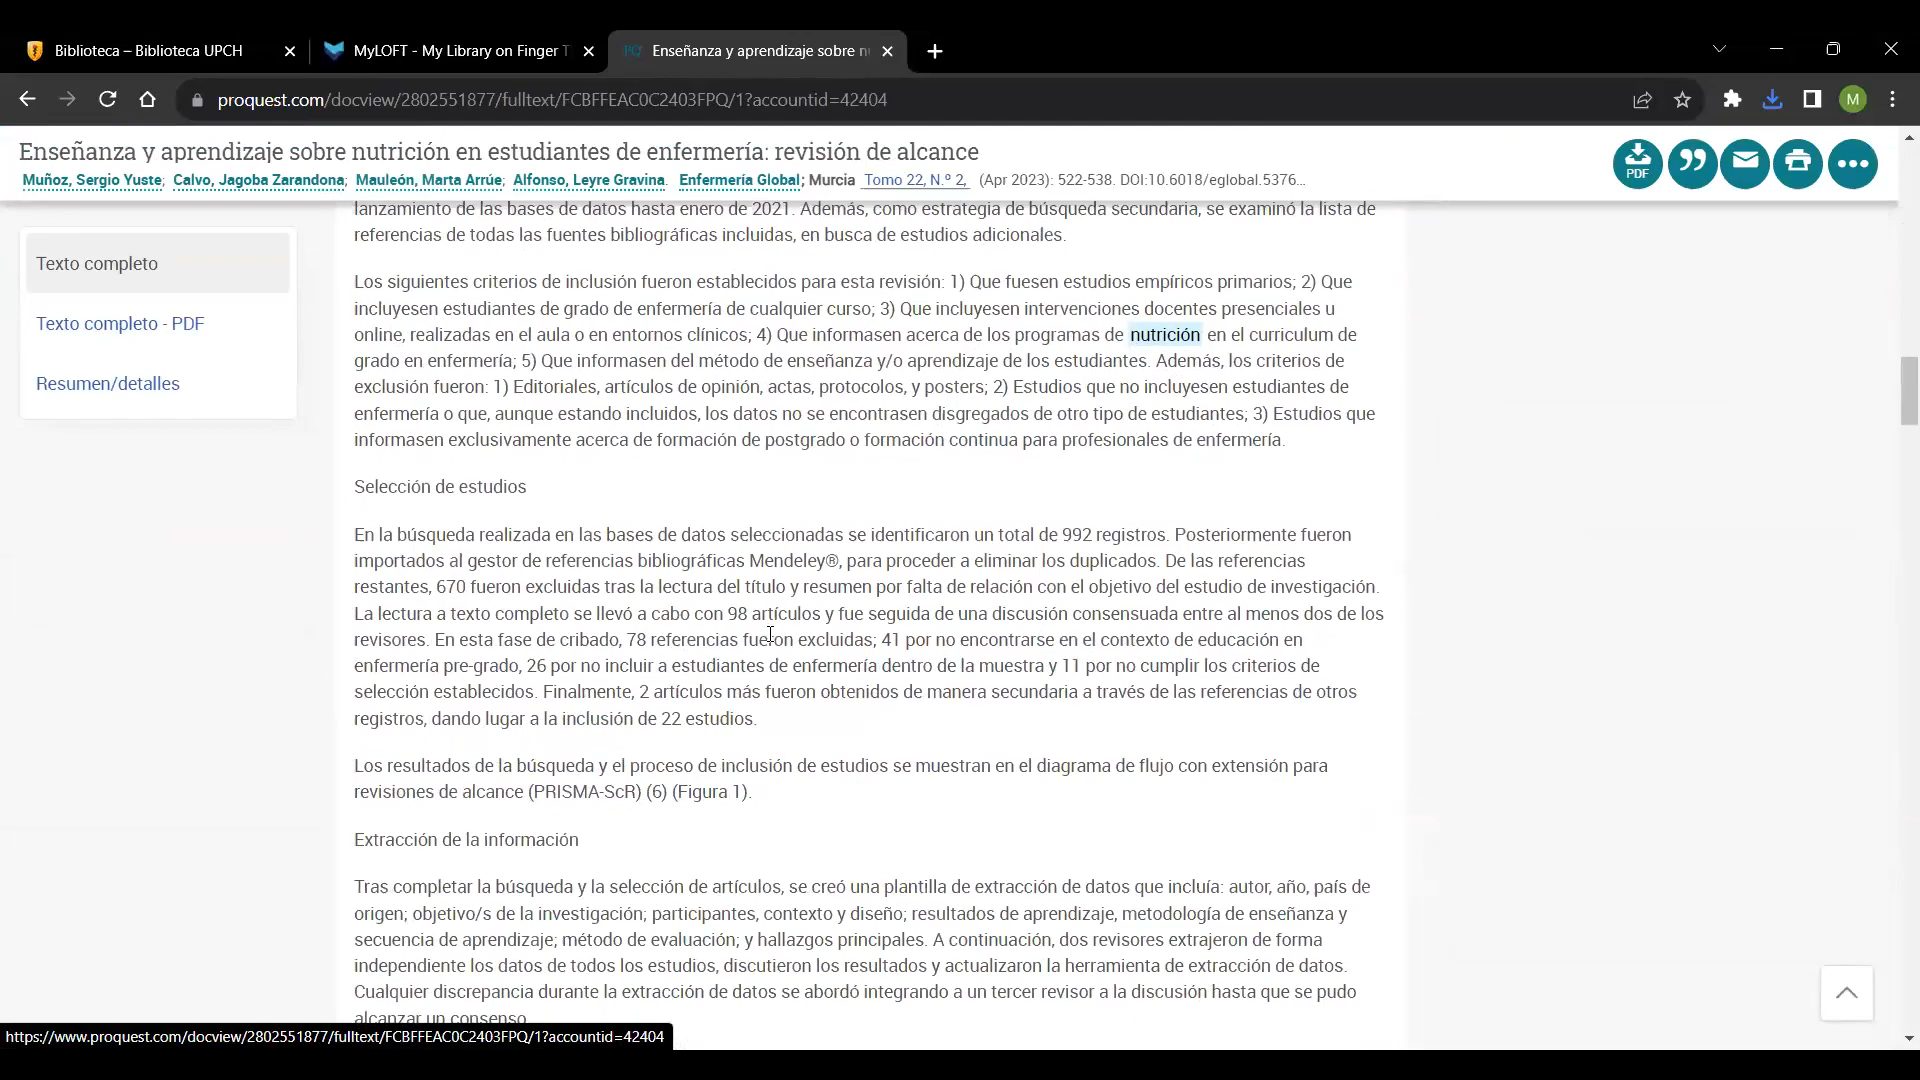 Biblioteca – Biblioteca UPCH
MyLOFT - My Library on Finger T
Enseñanza y aprendizaje sobre n
proquest.com/docview/2802551877/fulltext/FCBFFEAC0C2403FPQ/1?accountid=42404
M
Enseñanza y aprendizaje sobre nutrición en estudiantes de enfermería: revisión de alcance
Muñoz, Sergio Yuste; Calvo, Jagoba Zarandona; Mauleón, Marta Arrúe; Alfonso, Leyre Gravina. Enfermería Global; Murcia Tomo 22, N.º 2, (Apr 2023): 522-538. DOI:10.6018/eglobal.5376...
PDF
Texto completo
Texto completo - PDF
Resumen/detalles
lanzamiento de las bases de datos hasta enero de 2021. Además, como estrategia de búsqueda secundaria, se examinó la lista de
referencias de todas las fuentes bibliográficas incluidas, en busca de estudios adicionales.
Los siguientes criterios de inclusión fueron establecidos para esta revisión: 1) Que fuesen estudios empíricos primarios; 2) Que
incluyesen estudiantes de grado de enfermería de cualquier curso; 3) Que incluyesen intervenciones docentes presenciales u
online, realizadas en el aula o en entornos clínicos; 4) Que informasen acerca de los programas de nutrición en el curriculum de
grado en enfermería; 5) Que informasen del método de enseñanza y/o aprendizaje de los estudiantes. Además, los criterios de
exclusión fueron: 1) Editoriales, artículos de opinión, actas, protocolos, y posters; 2) Estudios que no incluyesen estudiantes de
enfermería o que, aunque estando incluidos, los datos no se encontrasen disgregados de otro tipo de estudiantes; 3) Estudios que
informasen exclusivamente acerca de formación de postgrado o formación continua para profesionales de enfermería.
Selección de estudios
En la búsqueda realizada en las bases de datos seleccionadas se identificaron un total de 992 registros. Posteriormente fueron
importados al gestor de referencias bibliográficas Mendeley®, para proceder a eliminar los duplicados. De las referencias
restantes, 670 fueron excluidas tras la lectura del título y resumen por falta de relación con el objetivo del estudio de investigación.
La lectura a texto completo se llevó a cabo con 98 artículos y fue seguida de una discusión consensuada entre al menos dos de los
revisores. En esta fase de cribado, 78 referencias fueron excluidas; 41 por no encontrarse en el contexto de educación en
enfermería pre-grado, 26 por no incluir a estudiantes de enfermería dentro de la muestra y 11 por no cumplir los criterios de
selección establecidos. Finalmente, 2 artículos más fueron obtenidos de manera secundaria a través de las referencias de otros
registros, dando lugar a la inclusión de 22 estudios.
Los resultados de la búsqueda y el proceso de inclusión de estudios se muestran en el diagrama de flujo con extensión para
revisiones de alcance (PRISMA-ScR) (6) (Figura 1).
Extracción de la información
Tras completar la búsqueda y la selección de artículos, se creó una plantilla de extracción de datos que incluía: autor, año, país de
origen; objetivo/s de la investigación; participantes, contexto y diseño; resultados de aprendizaje, metodología de enseñanza y
secuencia de aprendizaje; método de evaluación; y hallazgos principales. A continuación, dos revisores extrajeron de forma
independiente los datos de todos los estudios, discutieron los resultados y actualizaron la herramienta de extracción de datos.
Cualquier discrepancia durante la extracción de datos se abordó integrando a un tercer revisor a la discusión hasta que se pudo
alcanzar un consenso.
https://www.proquest.com/docview/2802551877/fulltext/FCBFFEAC0C2403FPQ/1?accountid=42404